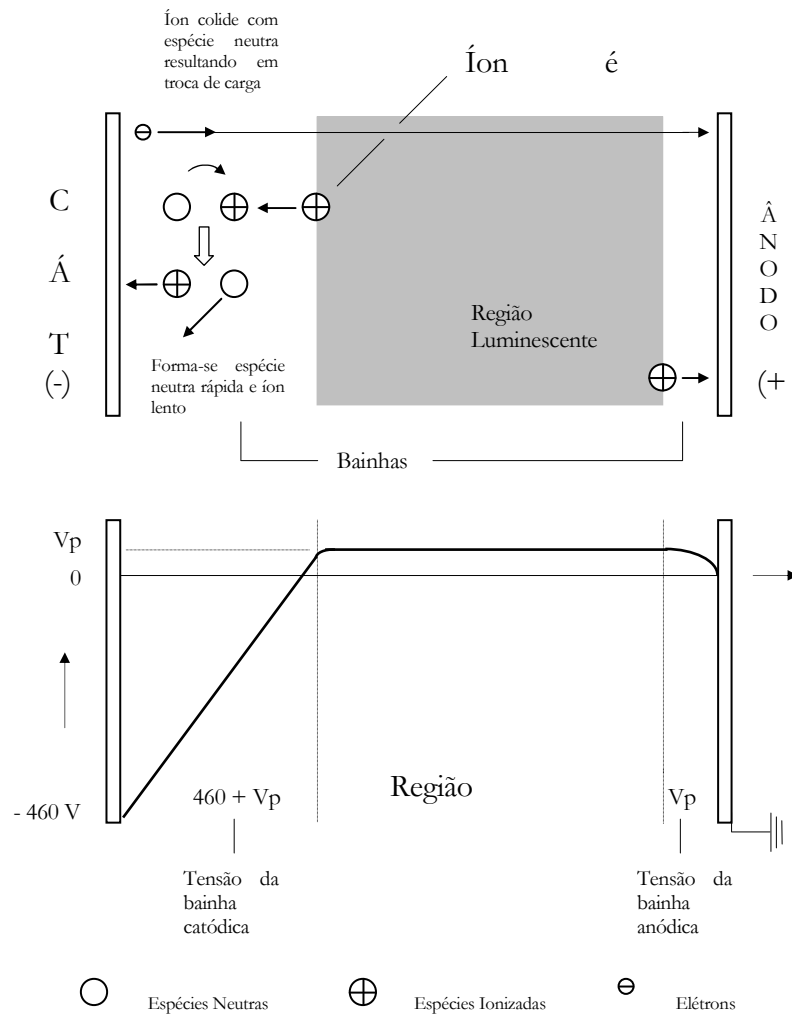 Íon colide com
espécie neutra
resultando em
troca de carga
Íon é
C
Á
T
(-)
Â
N
O
D
O
(+
Região
Luminescente
Forma-se espécie
neutra rápida e íon
lento
Bainhas
Vp
0
- 460 V
460 + Vp
Região
Vp
Tensão da
bainha
catódica
Tensão da
bainha
anódica
Espécies Neutras
Espécies Ionizadas
Elétrons